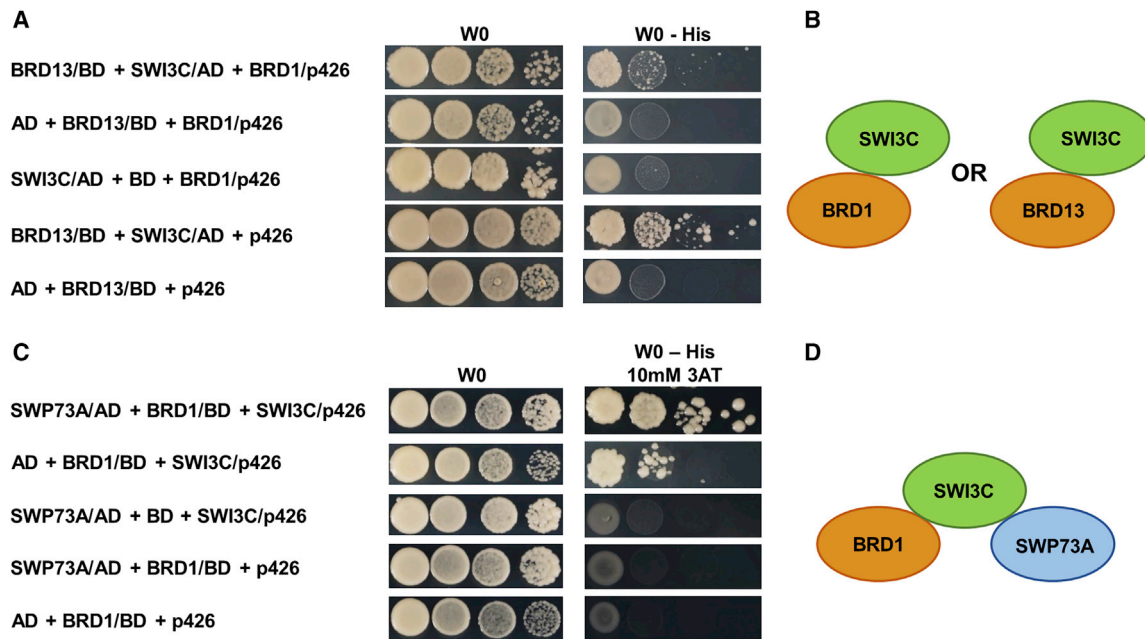 A
W0
W0 - His
BRD13/BD + SWI3C/AD + BRD1/p426
AD + BRD13/BD + BRD1/p426
SWI3C/AD + BD + BRD1/p426
BRD13/BD + SWI3C/AD + p426
AD + BRD13/BD + p426
B
SWI3C
BRD1
OR
SWI3C
BRD13
C
W0
W0 – His
10mM 3AT
SWP73A/AD + BRD1/BD + SWI3C/p426
AD + BRD1/BD + SWI3C/p426
SWP73A/AD + BD + SWI3C/p426
SWP73A/AD + BRD1/BD + p426
AD + BRD1/BD + p426
D
SWI3C
BRD1
SWP73A